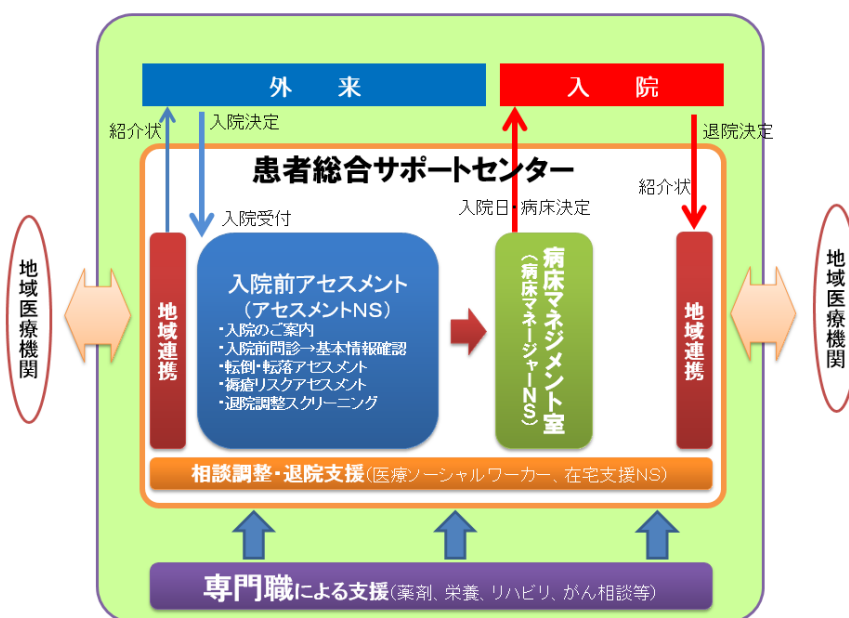 外　来
入　院
紹介状
入院決定
退院決定
患者総合サポートセンター
紹介状
入院日・病床決定
入院受付
地域医療機関
地域連携
入院前アセスメント
（アセスメントNS）
・入院のご案内
・入院前問診→基本情報確認
・転倒・転落アセスメント
・褥瘡リスクアセスメント
・退院調整スクリーニング
病床マネジメント室
（病床マネージャーNS）
地域連携
地域医療機関
相談調整・退院支援(医療ソーシャルワーカー、在宅支援NS)
専門職による支援(薬剤、栄養、リハビリ、がん相談等)